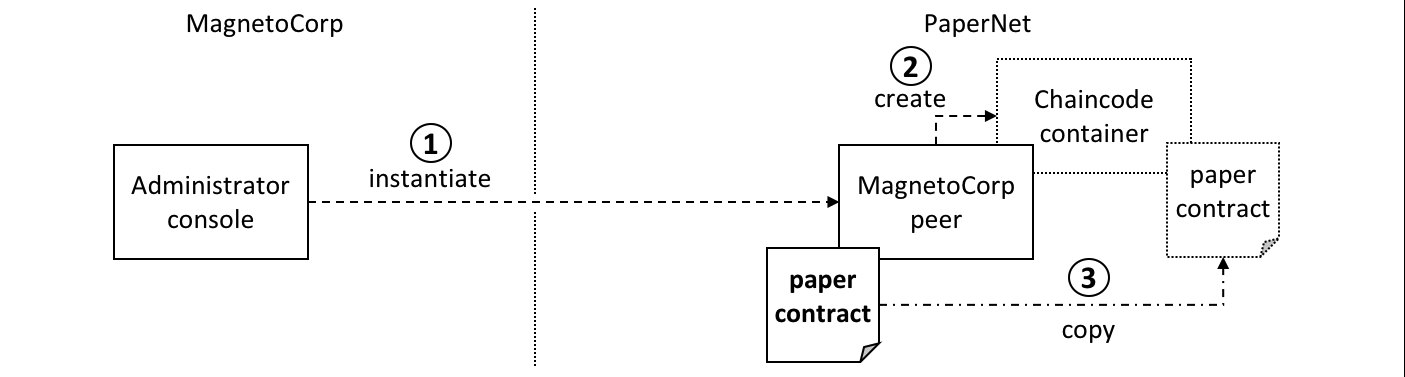 MagnetoCorp
PaperNet
2
create
Chaincode
container
1
instantiate
Administrator
console
MagnetoCorp
peer
paper
contract
paper
contract
3
copy